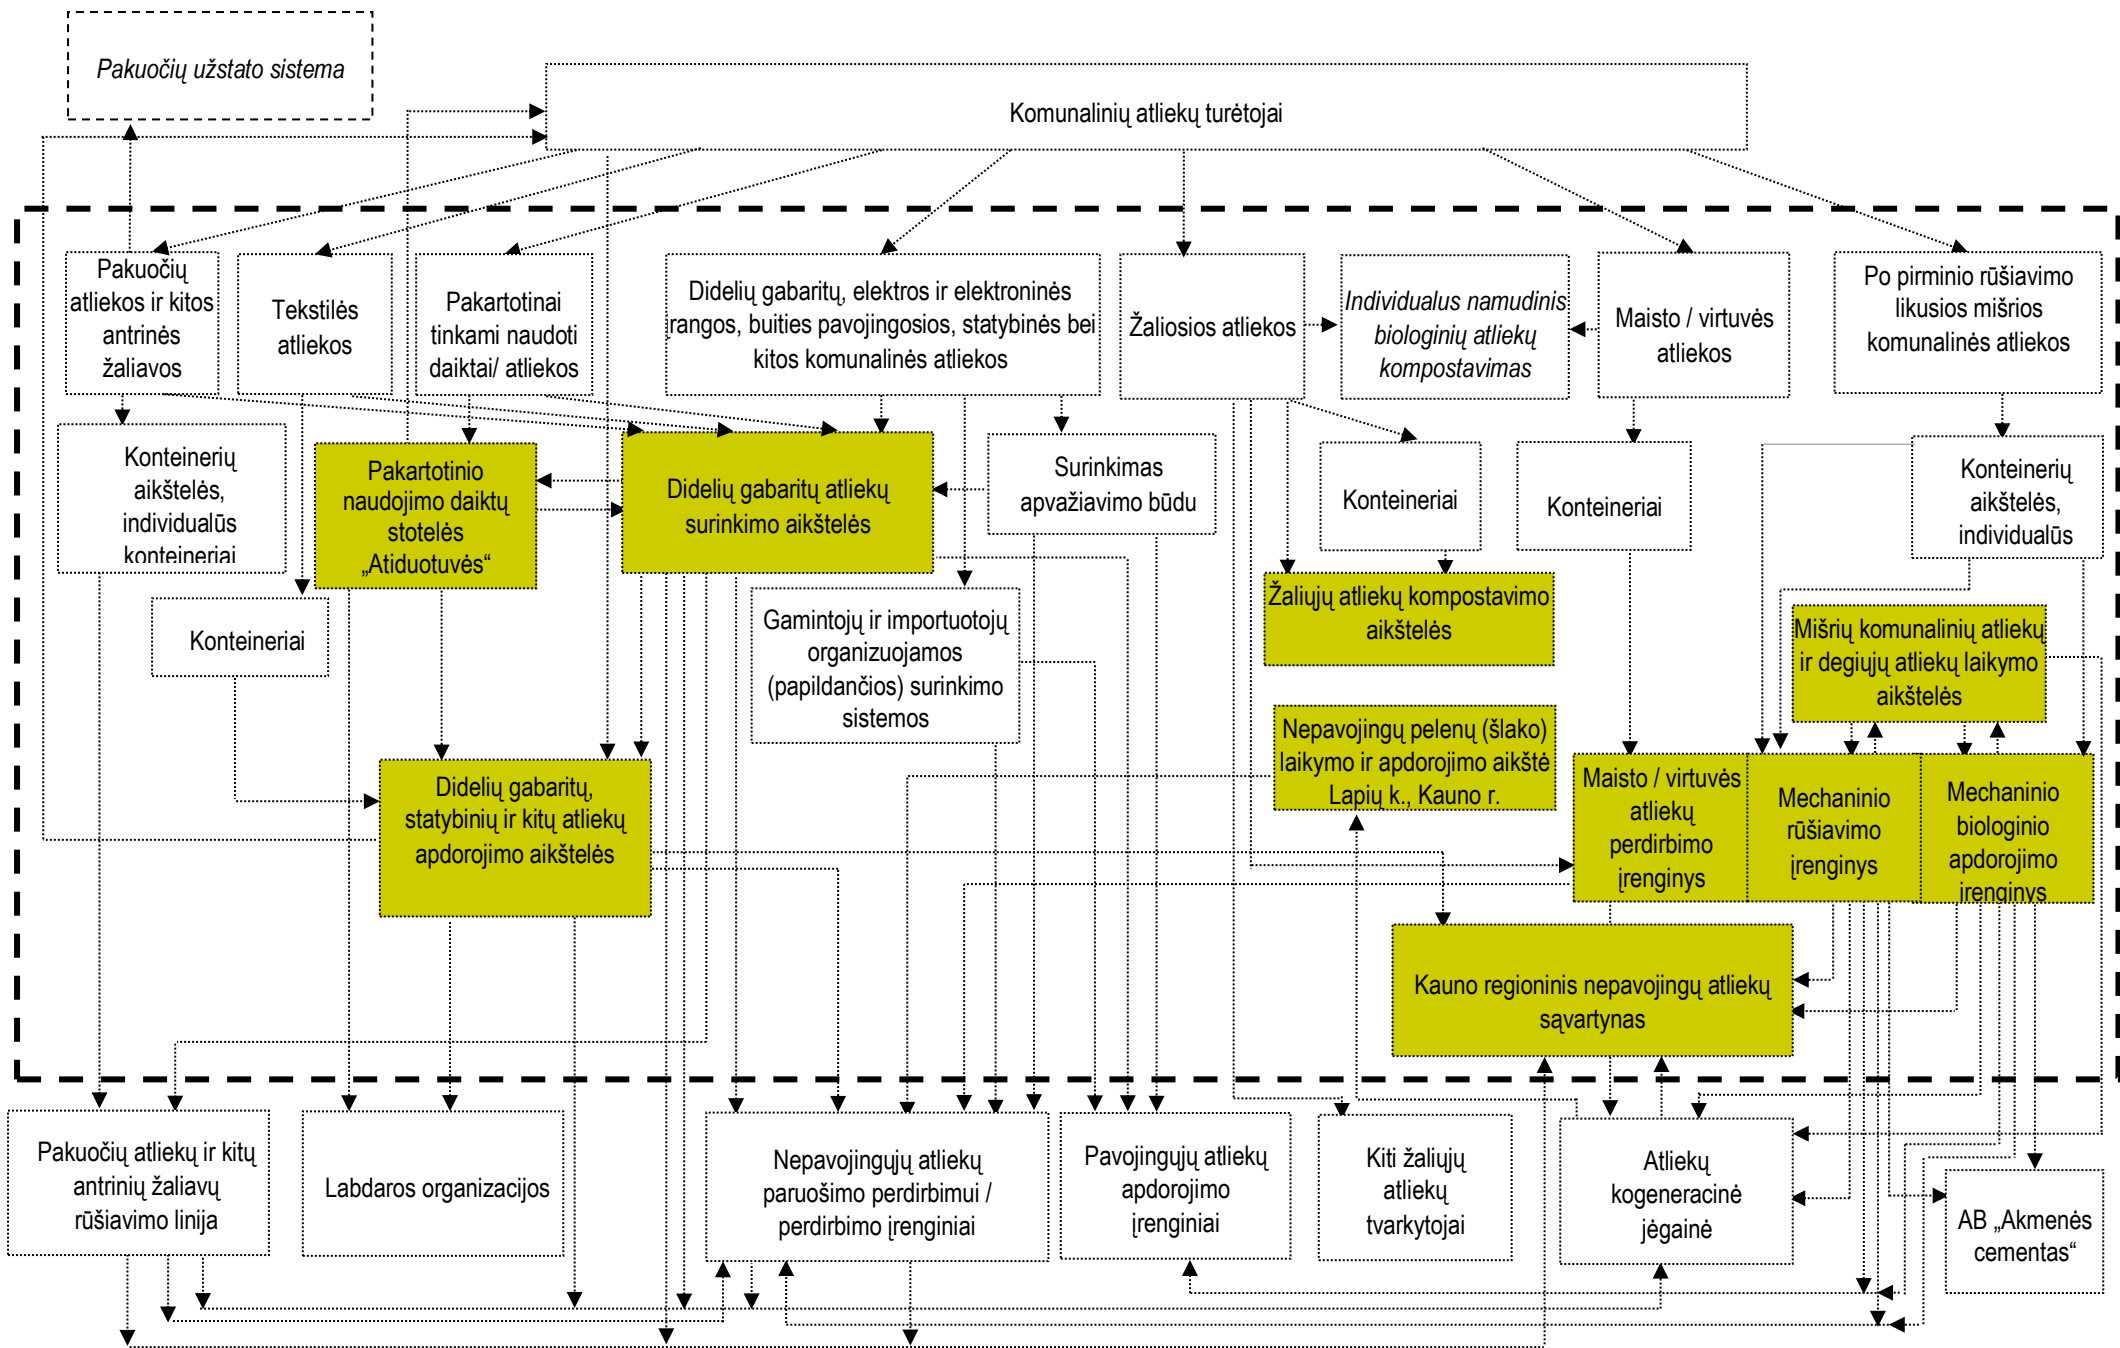 Pakuočių užstato sistema
Komunalinių atliekų turėtojai
Pakuočių
atliekos ir kitos
antrinės
žaliavos
Tekstilės
atliekos
Pakartotinai
tinkami naudoti
daiktai/ atliekos
Didelių gabaritų, elektros ir elektroninės
įrangos, buities pavojingosios, statybinės bei
kitos komunalinės atliekos
Žaliosios atliekos
Individualus namudinis
biologinių atliekų
kompostavimas
Maisto / virtuvės
atliekos
Po pirminio rūšiavimo
likusios mišrios
komunalinės atliekos
Konteinerių
aikštelės,
individualūs
konteineriai
Pakartotinio
naudojimo daiktų
stotelės
„Atiduotuvės“
Didelių gabaritų atliekų
surinkimo aikštelės
Surinkimas
apvažiavimo būdu
Konteineriai
Konteineriai
Konteinerių
aikštelės,
individualūs
Konteineriai
Gamintojų ir importuotojų
organizuojamos
(papildančios) surinkimo
sistemos
Žaliųjų atliekų kompostavimo
aikštelės
Mišrių komunalinių atliekų
ir degiųjų atliekų laikymo
aikštelės
Nepavojingų pelenų (šlako)
laikymo ir apdorojimo aikštė
Lapių k., Kauno r.
Didelių gabaritų,
statybinių ir kitų atliekų
apdorojimo aikštelės
Maisto / virtuvės
atliekų
perdirbimo
įrenginys
Mechaninio
rūšiavimo
įrenginys
Mechaninio
biologinio
apdorojimo
įrenginys
Kauno regioninis nepavojingų atliekų
sąvartynas
Pakuočių atliekų ir kitų
antrinių žaliavų
rūšiavimo linija
Labdaros organizacijos
Nepavojingųjų atliekų
paruošimo perdirbimui /
perdirbimo įrenginiai
Pavojingųjų atliekų
apdorojimo
įrenginiai
Kiti žaliųjų
atliekų
tvarkytojai
Atliekų
kogeneracinė
jėgainė
AB „Akmenės
cementas“